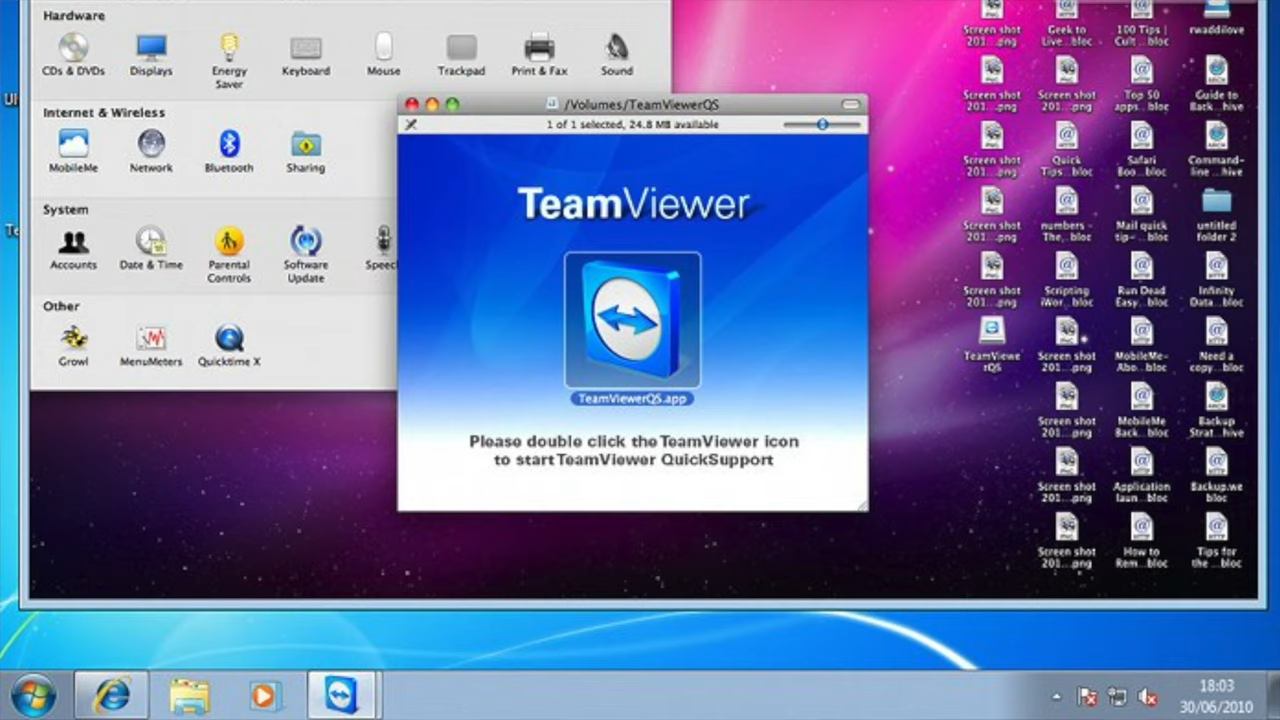 Hardware
CDs & DVDs
Displays
Energy
Saver
Keyboard
Mouse
Trackpad
Print & Fax
Sound
Internet & Wireless
MobileMe
Network
Bluetooth
Sharing
System
Accounts
Date & Time
Parental
Controls
Software
Update
Speech
Other
Growl
MenuMeters
Quicktime X
/Volumes/TeamViewerQS
1 of 1 selected, 24.8 MB available
TeamViewer
TeamViewerQS.app
Please double click the TeamViewer icon
to start TeamViewer QuickSupport
Screen shot
201....png
Geek to
Live...bloc
100 Tips |
Cult ...bloc
rwaddilove
Screen shot
201....png
Screen shot
201....png
Top 50
apps...bloc
Guide to
Back...hive
Screen shot
201....png
Quick
Tips...bloc
Safari
Boo...bloc
Command-
line ...hive
Screen shot
201....png
numbers -
The...bloc
Mail quick
tip- ...bloc
untitled
folder 2
Screen shot
201....png
Scripting
iWor...bloc
Run Dead
Easy...bloc
Infinity
Data...bloc
TeamViewe
rQS
Screen shot
201....png
MobileMe-
Abo...bloc
Need a
copy...bloc
Screen shot
201....png
MobileMe
Back...bloc
Backup
Strat...hive
Screen shot
201....png
Application
laun...bloc
Backup.we
bloc
Screen shot
201....png
How to
Rem...bloc
Tips for
the ...bloc
18:03
30/06/2010